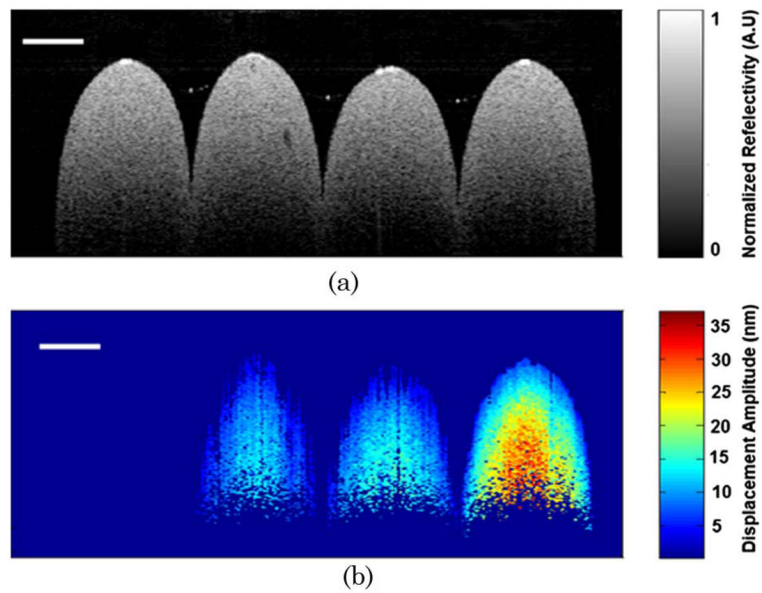 1
0
Normalized Refelectivity (A.U)
(a)
35
30
25
20
15
10
5
Displacement Amplitude (nm)
(b)